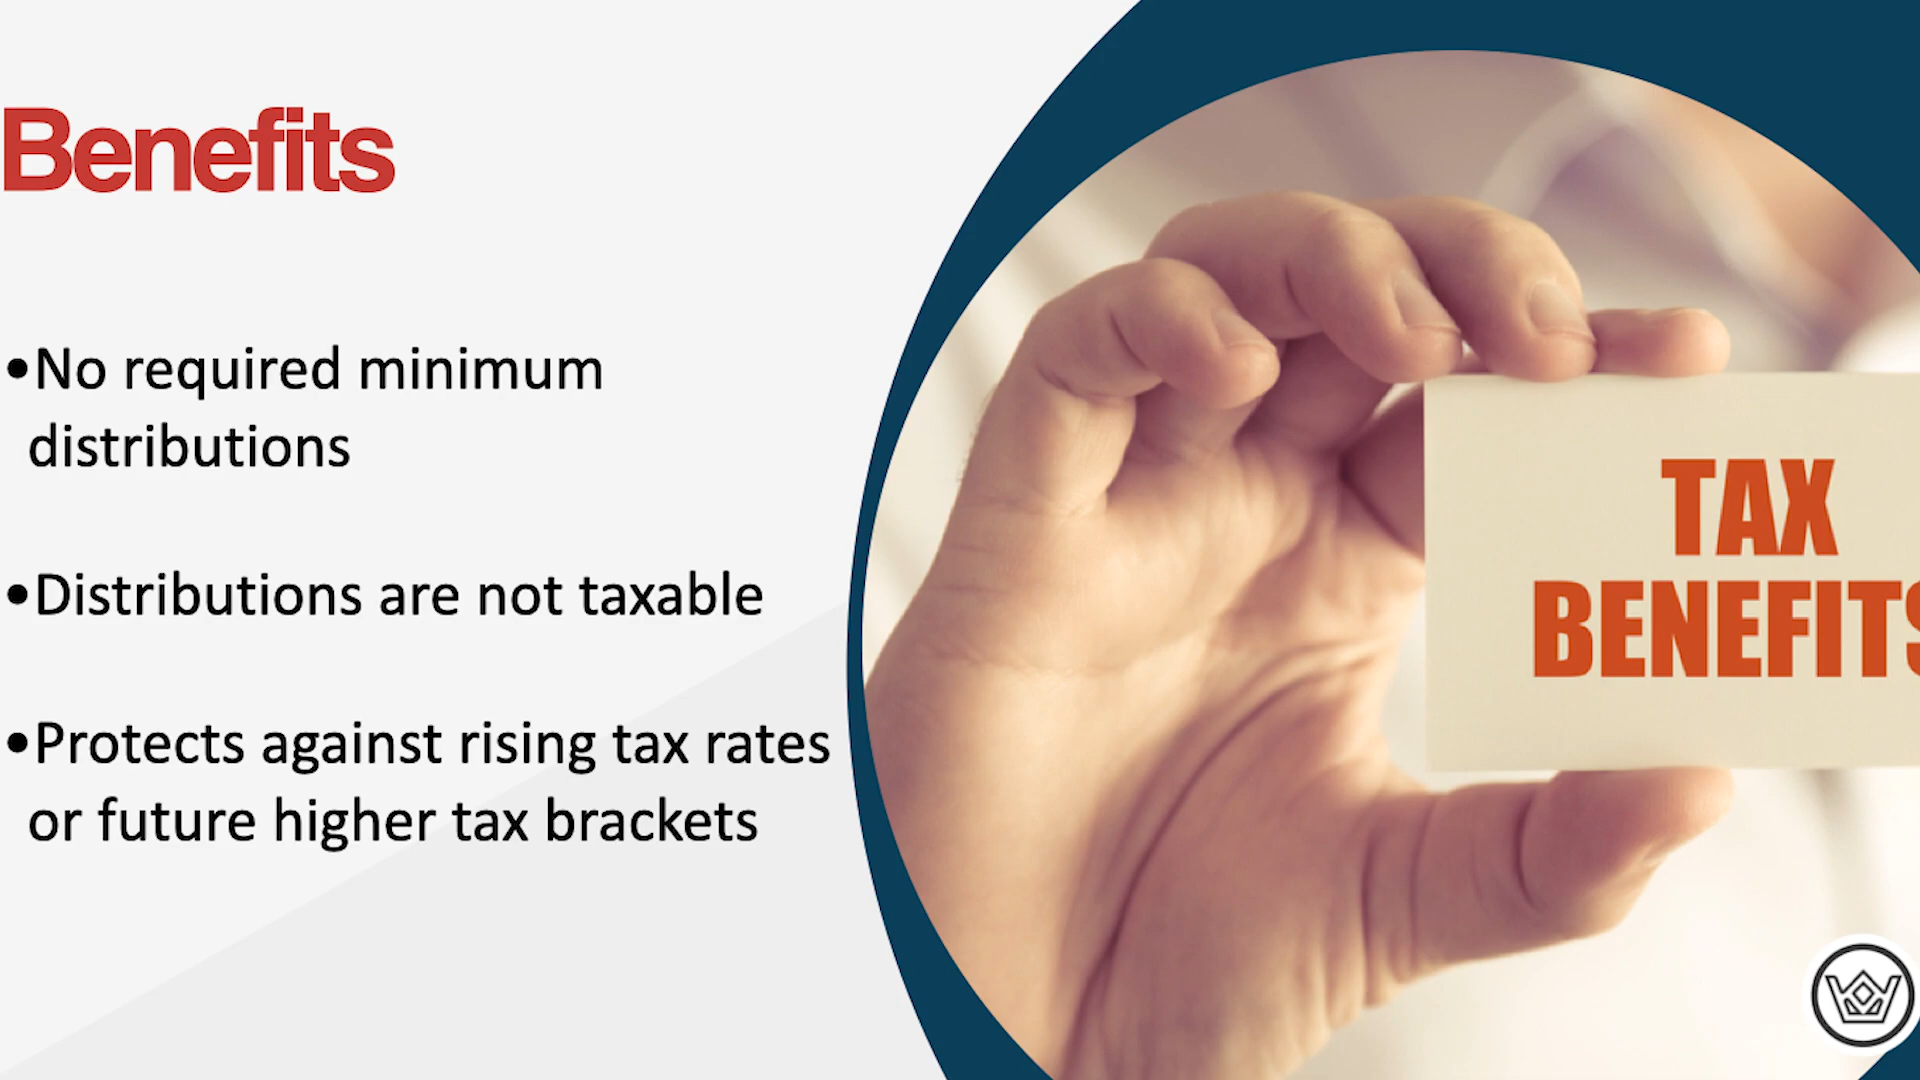 Benefits
•No required minimum
distributions
•Distributions are not taxable
•Protects against rising tax rates
or future higher tax brackets
TAX
BENEFITS